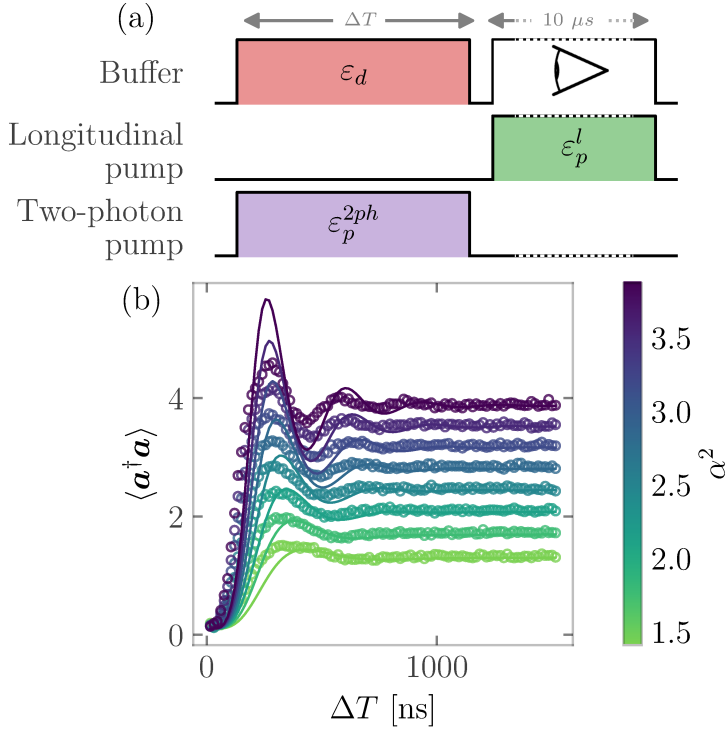 (a)
ΔT
10 μs
Buffer
ε_d
Longitudinal
pump
ε_p^l
Two-photon
pump
ε_p^{2ph}
(b)
4
2
0
⟨a†a⟩
0
1000
ΔT [ns]
3.5
3.0
2.5
2.0
1.5
α²